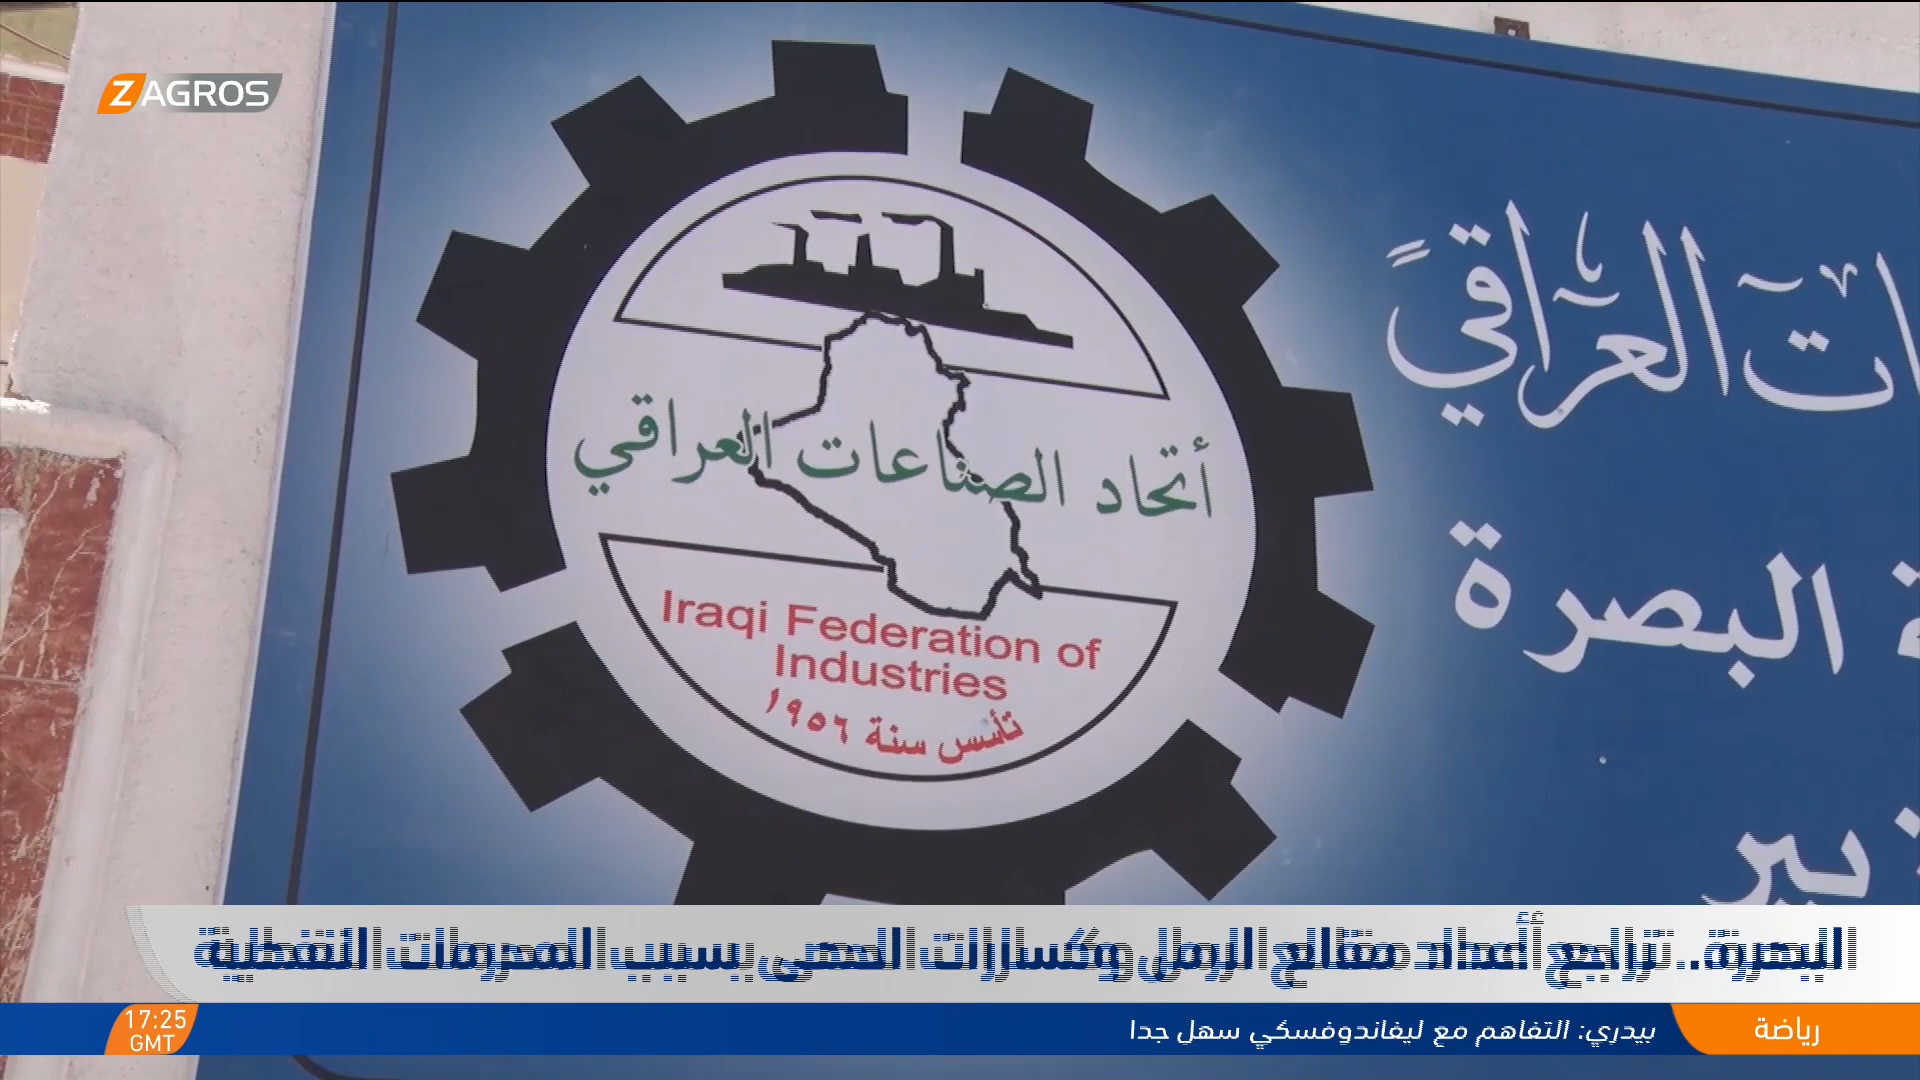 ZAGROS
ات العراقي
أتحاد الصناعات العراقي
Iraqi Federation of
Industries
تأسس سنة ١٩٥٦
البصرة
البصرة.. تراجع أعداد مقالع الرمل وكسارات الحصى بسبب المحرمات النفطية
رياضة
بيدري: التفاهم مع ليفاندوفسكي سهل جدا
17:25
GMT